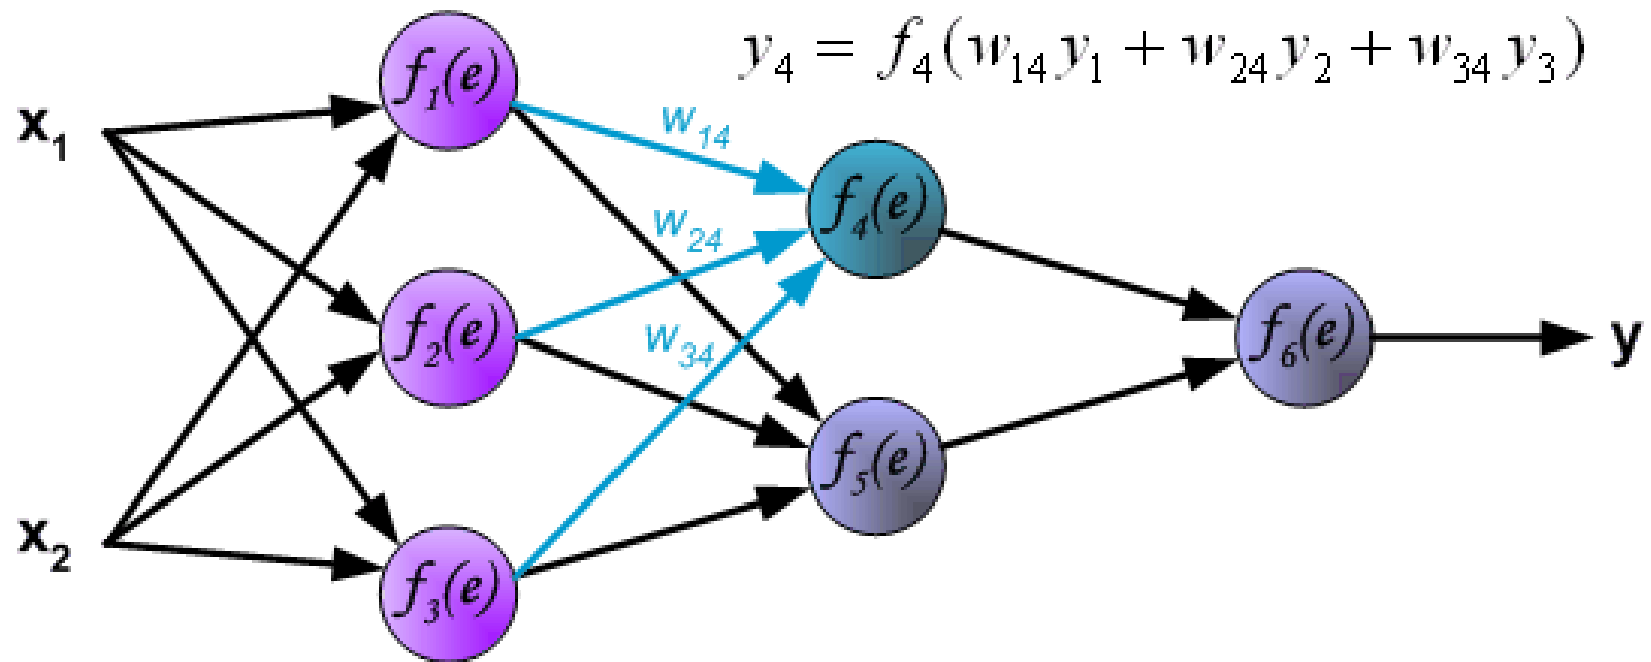 y₄ = f₄(w₁₄y₁ + w₂₄y₂ + w₃₄y₃)
f₁(e)
x₁
w₁₄
f₄(e)
w₂₄
f₂(e)
w₃₄
f₆(e)
y
f₅(e)
x₂
f₃(e)